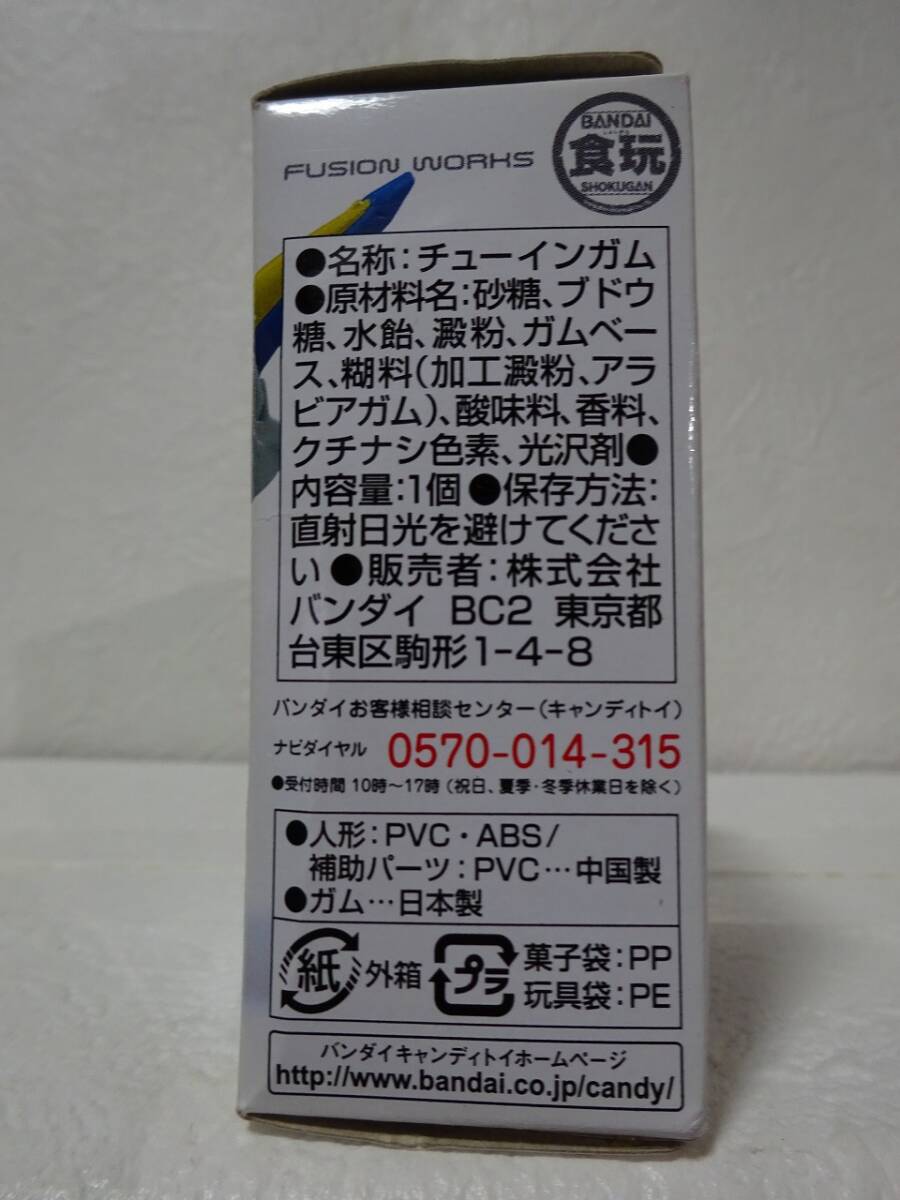 FUSION WORKS
BANDAI
食玩
SHOKUGAN
●名称：チューインガム
●原材料名：砂糖、ブドウ
糖、水飴、澱粉、ガムベー
ス、糊料（加工澱粉、アラ
ビアガム）、酸味料、香料、
クチナシ色素、光沢剤●
内容量：1個 ●保存方法：
直射日光を避けてくださ
い ●販売者：株式会社
バンダイ BC2 東京都
台東区駒形1-4-8
バンダイお客様相談センター（キャンディトイ）
ナビダイヤル 0570-014-315
●受付時間 10時〜17時（祝日、夏季・冬季休業日を除く）
●人形：PVC・ABS/
補助パーツ：PVC…中国製
●ガム…日本製
紙 外箱 プラ 菓子袋：PP
玩具袋：PE
バンダイキャンディトイホームページ
http://www.bandai.co.jp/candy/